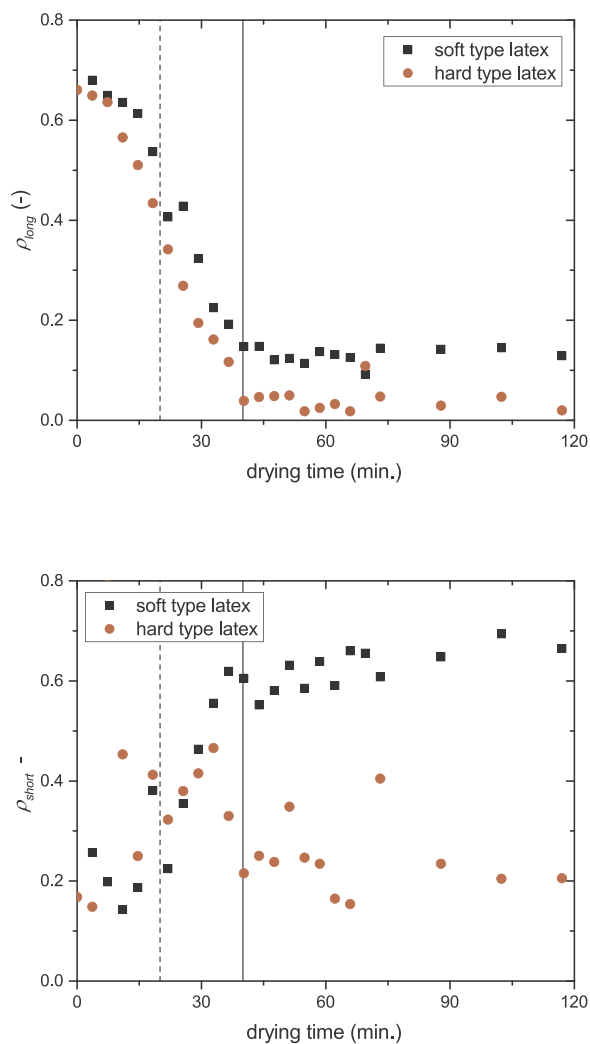 0.8
soft type latex
hard type latex
0.6
ρlong (-)
0.4
0.2
0.0
0 30 60 90 120
drying time (min.)
0.8
soft type latex
hard type latex
0.6
ρshort -
0.4
0.2
0.0
0 30 60 90 120
drying time (min.)